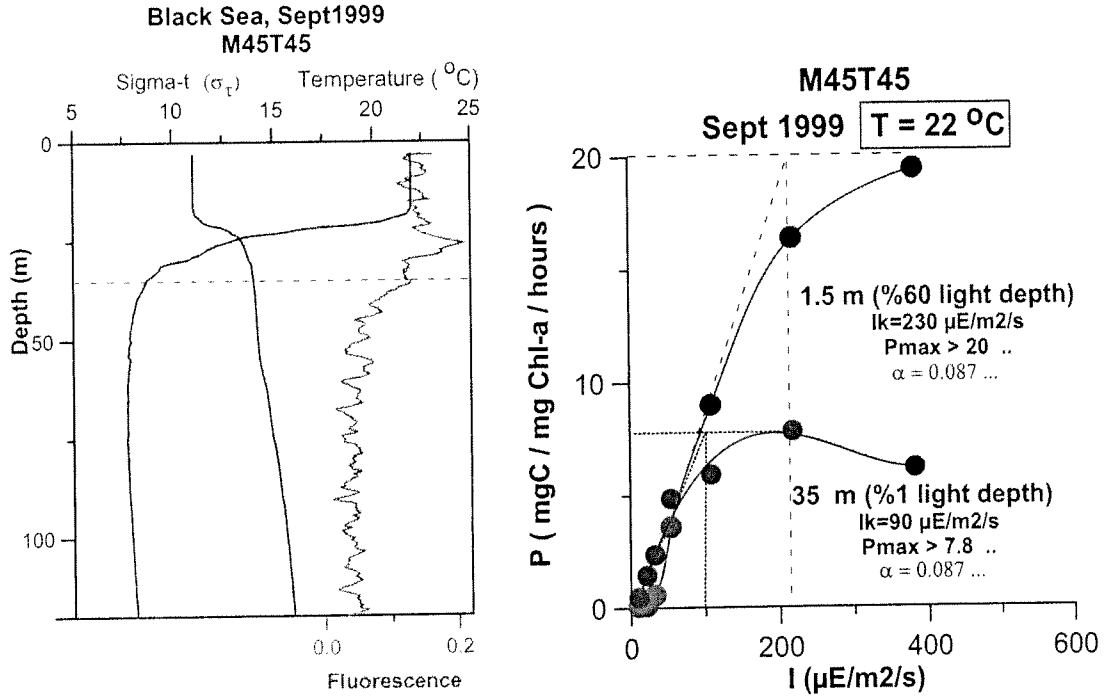 Black Sea, Sept1999
M45T45
Sigma-t (στ) Temperature ( ºC)
5 10 15 20 25
0
50
100
Depth (m)
0.0 0.2
Fluorescence
M45T45
Sept 1999 T = 22 ºC
20
10
0
P ( mgC / mg Chl-a / hours)
1.5 m (%60 light depth)
Ik=230 µE/m2/s
Pmax > 20 ..
α = 0.087 ...
35 m (%1 light depth)
Ik=90 µE/m2/s
Pmax > 7.8 ..
α = 0.087 ...
0 200 400 600
I (µE/m2/s)